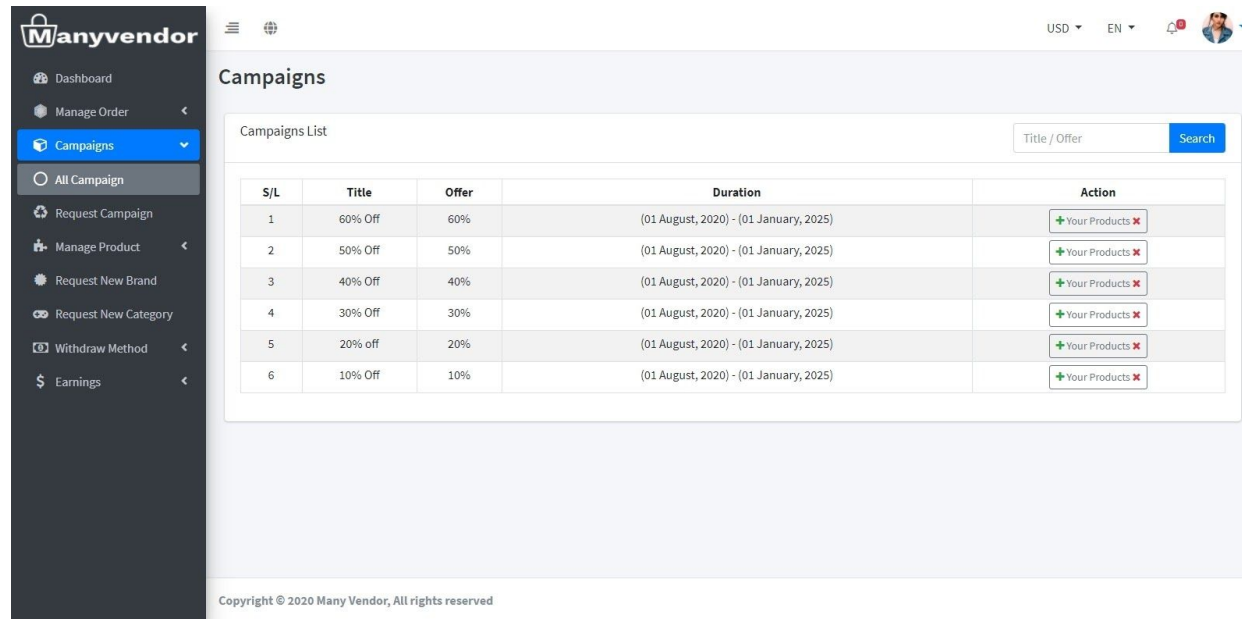 Manyvendor
USD EN 0
Dashboard
Manage Order
Campaigns
All Campaign
Request Campaign
Manage Product
Request New Brand
Request New Category
Withdraw Method
$ Earnings
Campaigns
Campaigns List
Title / Offer Search
S/L Title Offer Duration Action
1 60% Off 60% (01 August, 2020) - (01 January, 2025) Your Products
2 50% Off 50% (01 August, 2020) - (01 January, 2025) Your Products
3 40% Off 40% (01 August, 2020) - (01 January, 2025) Your Products
4 30% Off 30% (01 August, 2020) - (01 January, 2025) Your Products
5 20% off 20% (01 August, 2020) - (01 January, 2025) Your Products
6 10% Off 10% (01 August, 2020) - (01 January, 2025) Your Products
Copyright © 2020 Many Vendor, All rights reserved